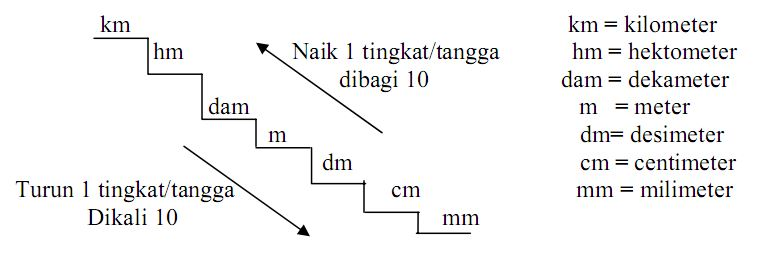 km
hm
dam
m
dm
cm
mm
Naik 1 tingkat/tangga
dibagi 10
Turun 1 tingkat/tangga
Dikali 10
km = kilometer
hm = hektometer
dam = dekameter
m = meter
dm= desimeter
cm = centimeter
mm = milimeter